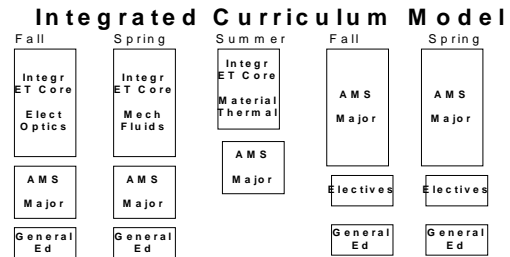 Integrated Curriculum Model
Fall
Integr
ET Core
Elect
Optics
AMS
Major
General
Ed
Spring
Integr
ET Core
Mech
Fluids
AMS
Major
General
Ed
Summer
Integr
ET Core
Material
Thermal
AMS
Major
Fall
AMS
Major
Electives
General
Ed
Spring
AMS
Major
Electives
General
Ed